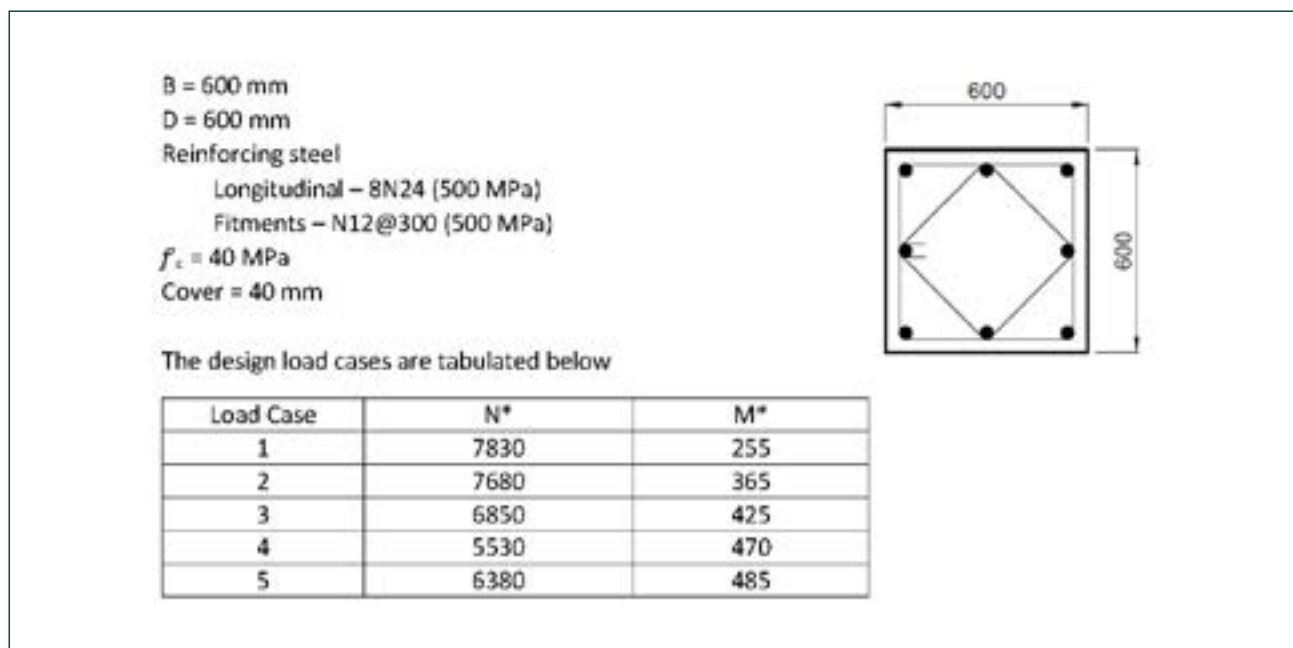 B = 600 mm
D = 600 mm
Reinforcing steel
Longitudinal – 8N24 (500 MPa)
Fitments – N12@300 (500 MPa)
f'c = 40 MPa
Cover = 40 mm
600
600
The design load cases are tabulated below
Load Case N* M*
1 7830 255
2 7680 365
3 6850 425
4 5530 470
5 6380 485